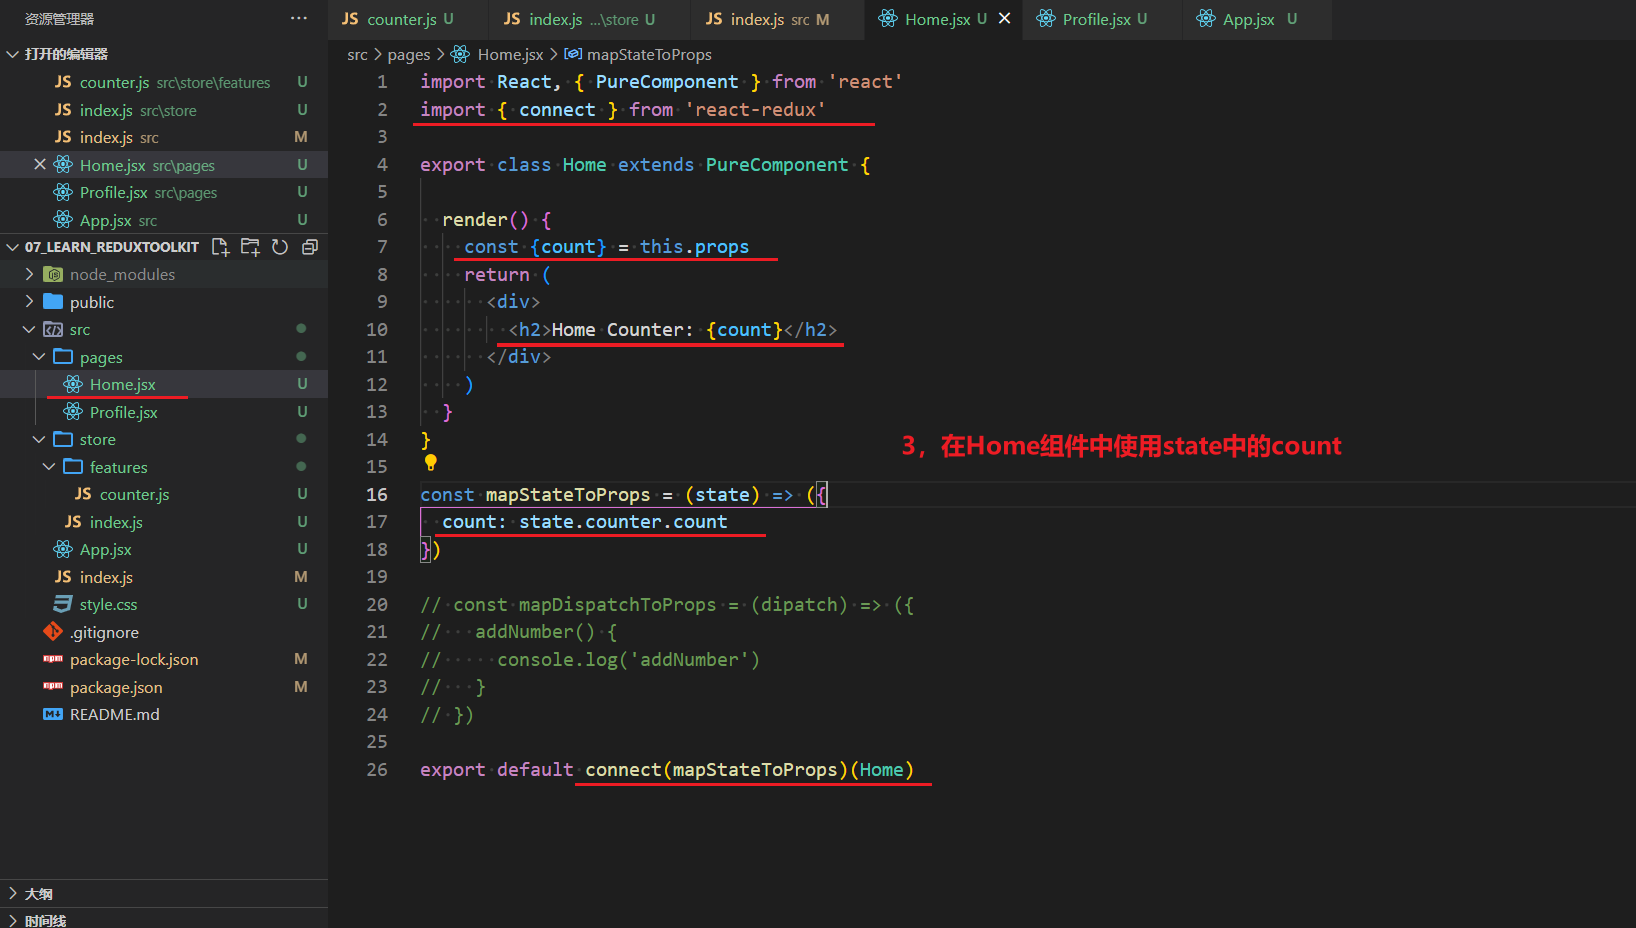 资源管理器
打开的编辑器
JS counter.js src\store\features U
JS index.js src\store U
JS index.js src M
Home.jsx src\pages U
Profile.jsx src\pages U
App.jsx src U
07_LEARN_REDUXTOOLKIT
node_modules
public
src
pages
Home.jsx U
Profile.jsx U
store
features
JS counter.js U
JS index.js U
App.jsx U
JS index.js M
style.css U
.gitignore
npm package-lock.json M
npm package.json M
README.md
大纲
时间线
JS counter.js U JS index.js ...\store U JS index.js src M Home.jsx U Profile.jsx U App.jsx U
src > pages > Home.jsx > mapStateToProps
1 import React, { PureComponent } from 'react'
2 import { connect } from 'react-redux'
3
4 export class Home extends PureComponent {
5
6   render() {
7     const {count} = this.props
8     return (
9       <div>
10         <h2>Home Counter: {count}</h2>
11       </div>
12     )
13   }
14 }
15
16 const mapStateToProps = (state) => ({
17   count: state.counter.count
18 })
19
20 // const mapDispatchToProps = (dipatch) => ({
21 //   addNumber() {
22 //     console.log('addNumber')
23 //   }
24 // })
25
26 export default connect(mapStateToProps)(Home)
3，在Home组件中使用state中的count